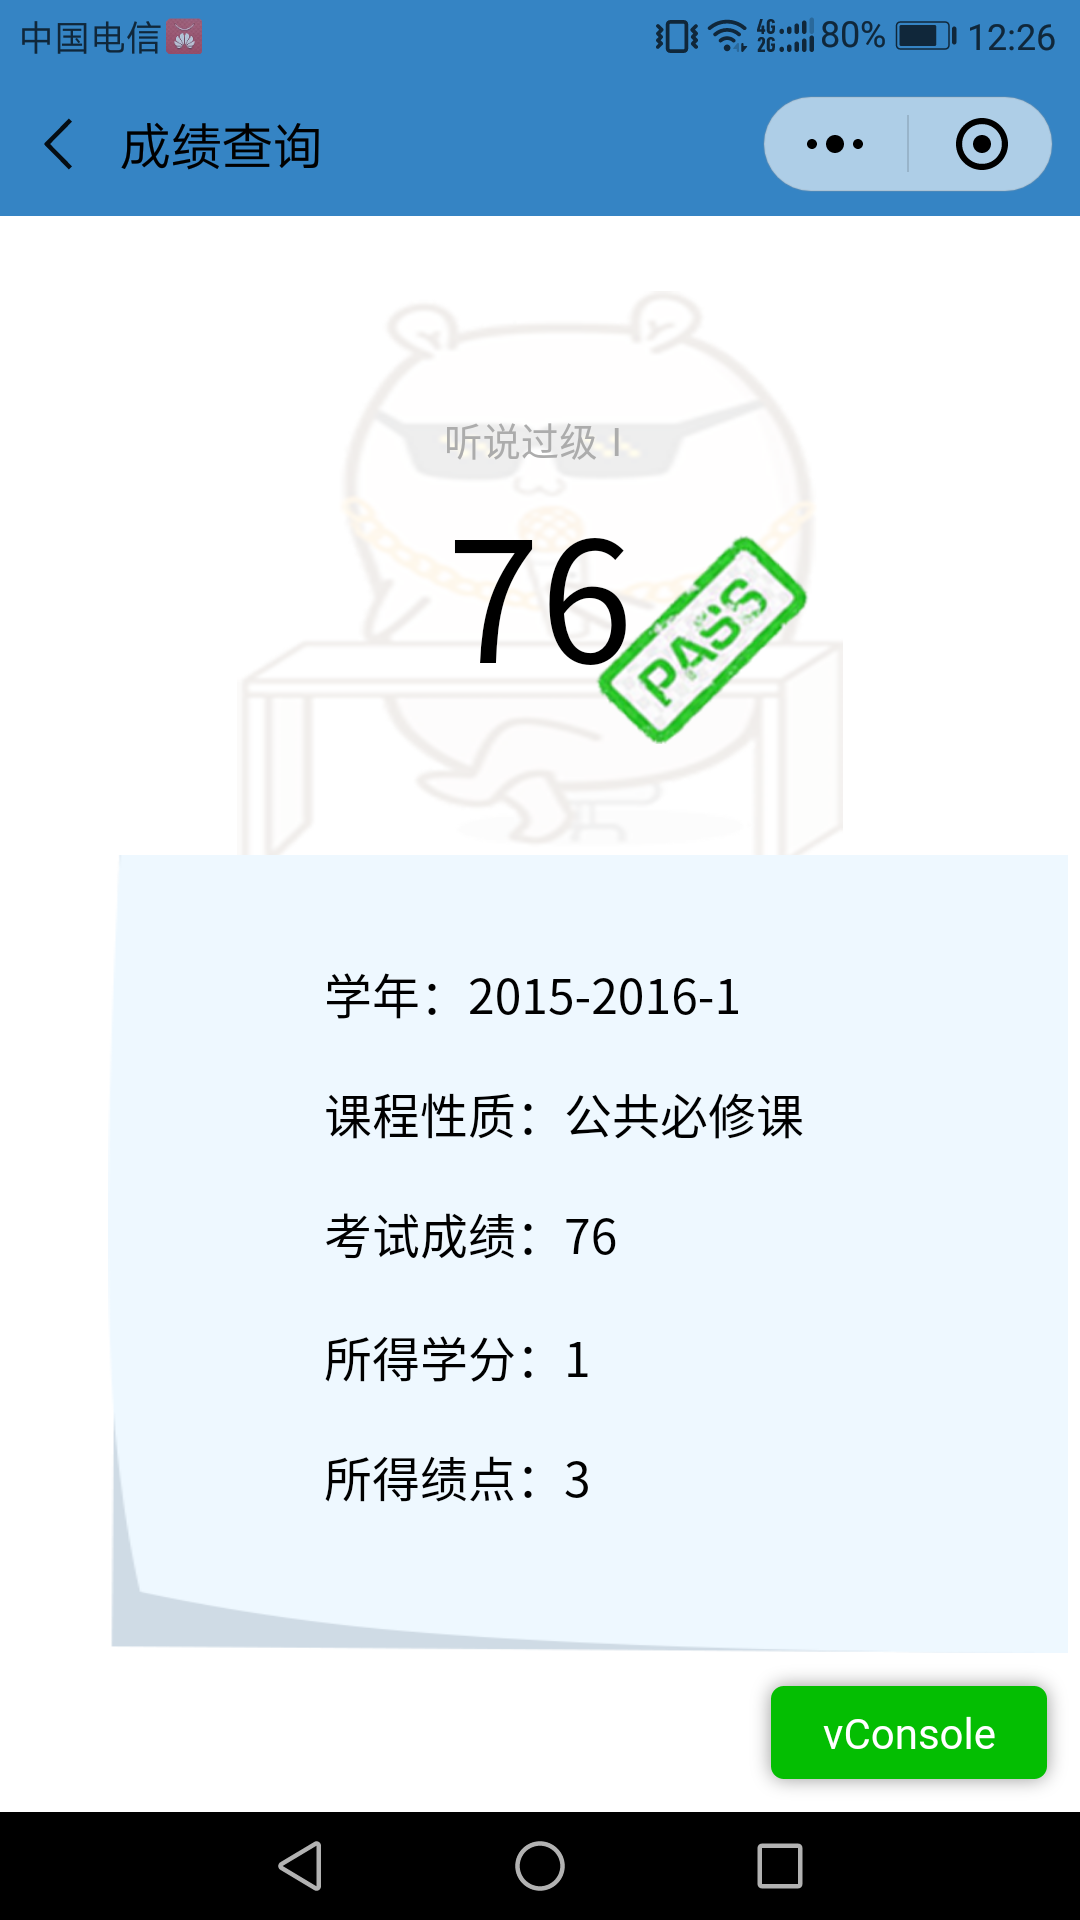 中国电信 4G 2G 80% 12:26
成绩查询
听说过级 I
76
PASS
学年：2015-2016-1
课程性质：公共必修课
考试成绩：76
所得学分：1
所得绩点：3
vConsole